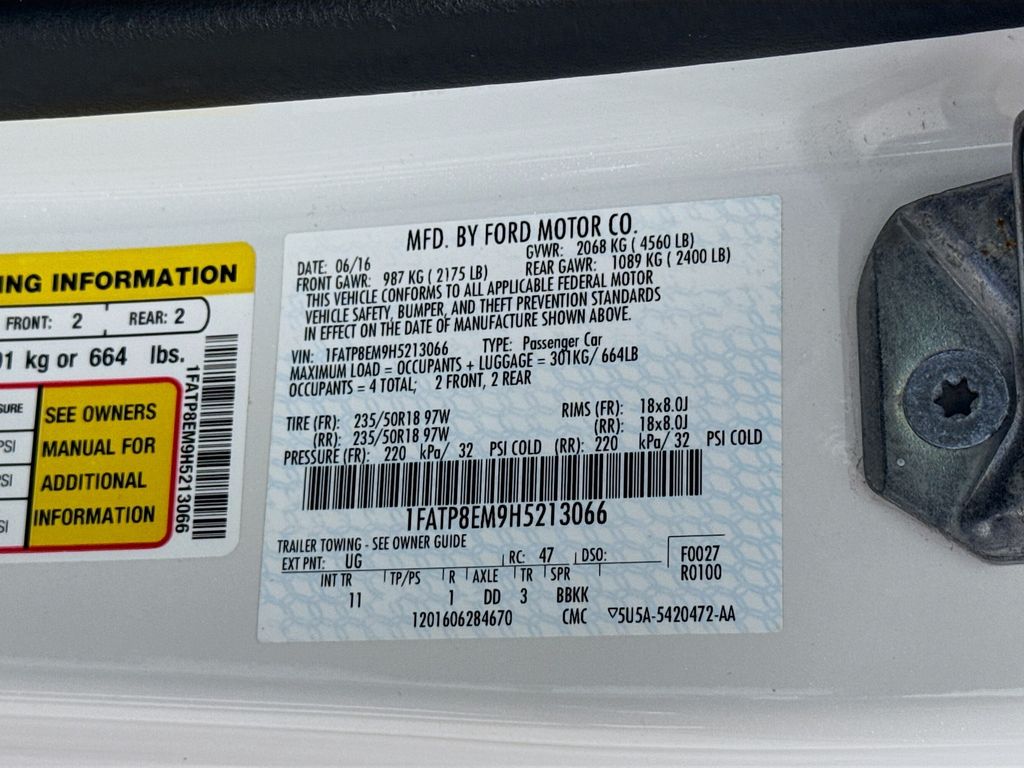 NG INFORMATION
FRONT: 2 REAR: 2
01 kg or 664 lbs.
SURE
PSI
PSI
SI
SEE OWNERS
MANUAL FOR
ADDITIONAL
INFORMATION
1FATP8EM9H5213066
MFD. BY FORD MOTOR CO.
DATE: 06/16 GVWR: 2068 KG ( 4560 LB)
FRONT GAWR: 987 KG ( 2175 LB) REAR GAWR: 1089 KG ( 2400 LB)
THIS VEHICLE CONFORMS TO ALL APPLICABLE FEDERAL MOTOR
VEHICLE SAFETY, BUMPER, AND THEFT PREVENTION STANDARDS
IN EFFECT ON THE DATE OF MANUFACTURE SHOWN ABOVE.
VIN: 1FATP8EM9H5213066 TYPE: Passenger Car
MAXIMUM LOAD = OCCUPANTS + LUGGAGE = 301KG/ 664LB
OCCUPANTS = 4 TOTAL; 2 FRONT, 2 REAR
TIRE (FR): 235/50R18 97W RIMS (FR): 18x8.0J
(RR): 235/50R18 97W (RR): 18x8.0J
PRESSURE (FR): 220 kPa/ 32 PSI COLD (RR): 220 kPa/ 32 PSI COLD
1FATP8EM9H5213066
TRAILER TOWING - SEE OWNER GUIDE
EXT PNT: UG RC: 47 DSO: F0027
R0100
INT TR TP/PS R AXLE TR SPR
11 1 DD 3 BBKK
1201606284670 CMC ▽5U5A-5420472-AA